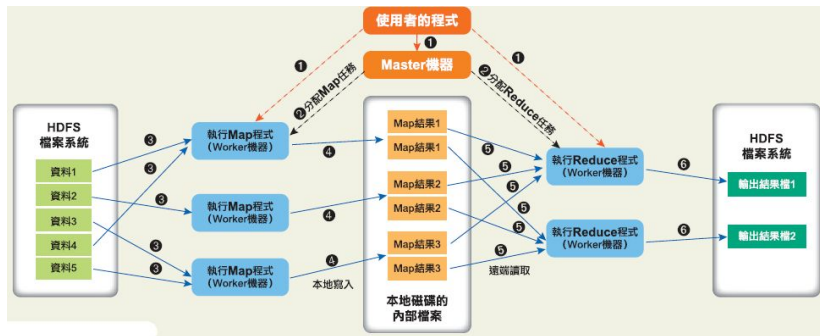 使用者的程式
❶
❶
❶
Master機器
❷分配Map任務
❷分配Reduce任務
HDFS
檔案系統
資料1
資料2
資料3
資料4
資料5
❸
❸
❸
❸
❸
執行Map程式
(Worker機器)
執行Map程式
(Worker機器)
執行Map程式
(Worker機器)
❹
❹
❹
本地寫入
Map結果1
Map結果1
Map結果2
Map結果2
Map結果3
Map結果3
本地磁碟的
內部檔案
❺
❺
❺
❺
❺
❺
遠端讀取
執行Reduce程式
(Worker機器)
執行Reduce程式
(Worker機器)
❻
❻
HDFS
檔案系統
輸出結果檔1
輸出結果檔2